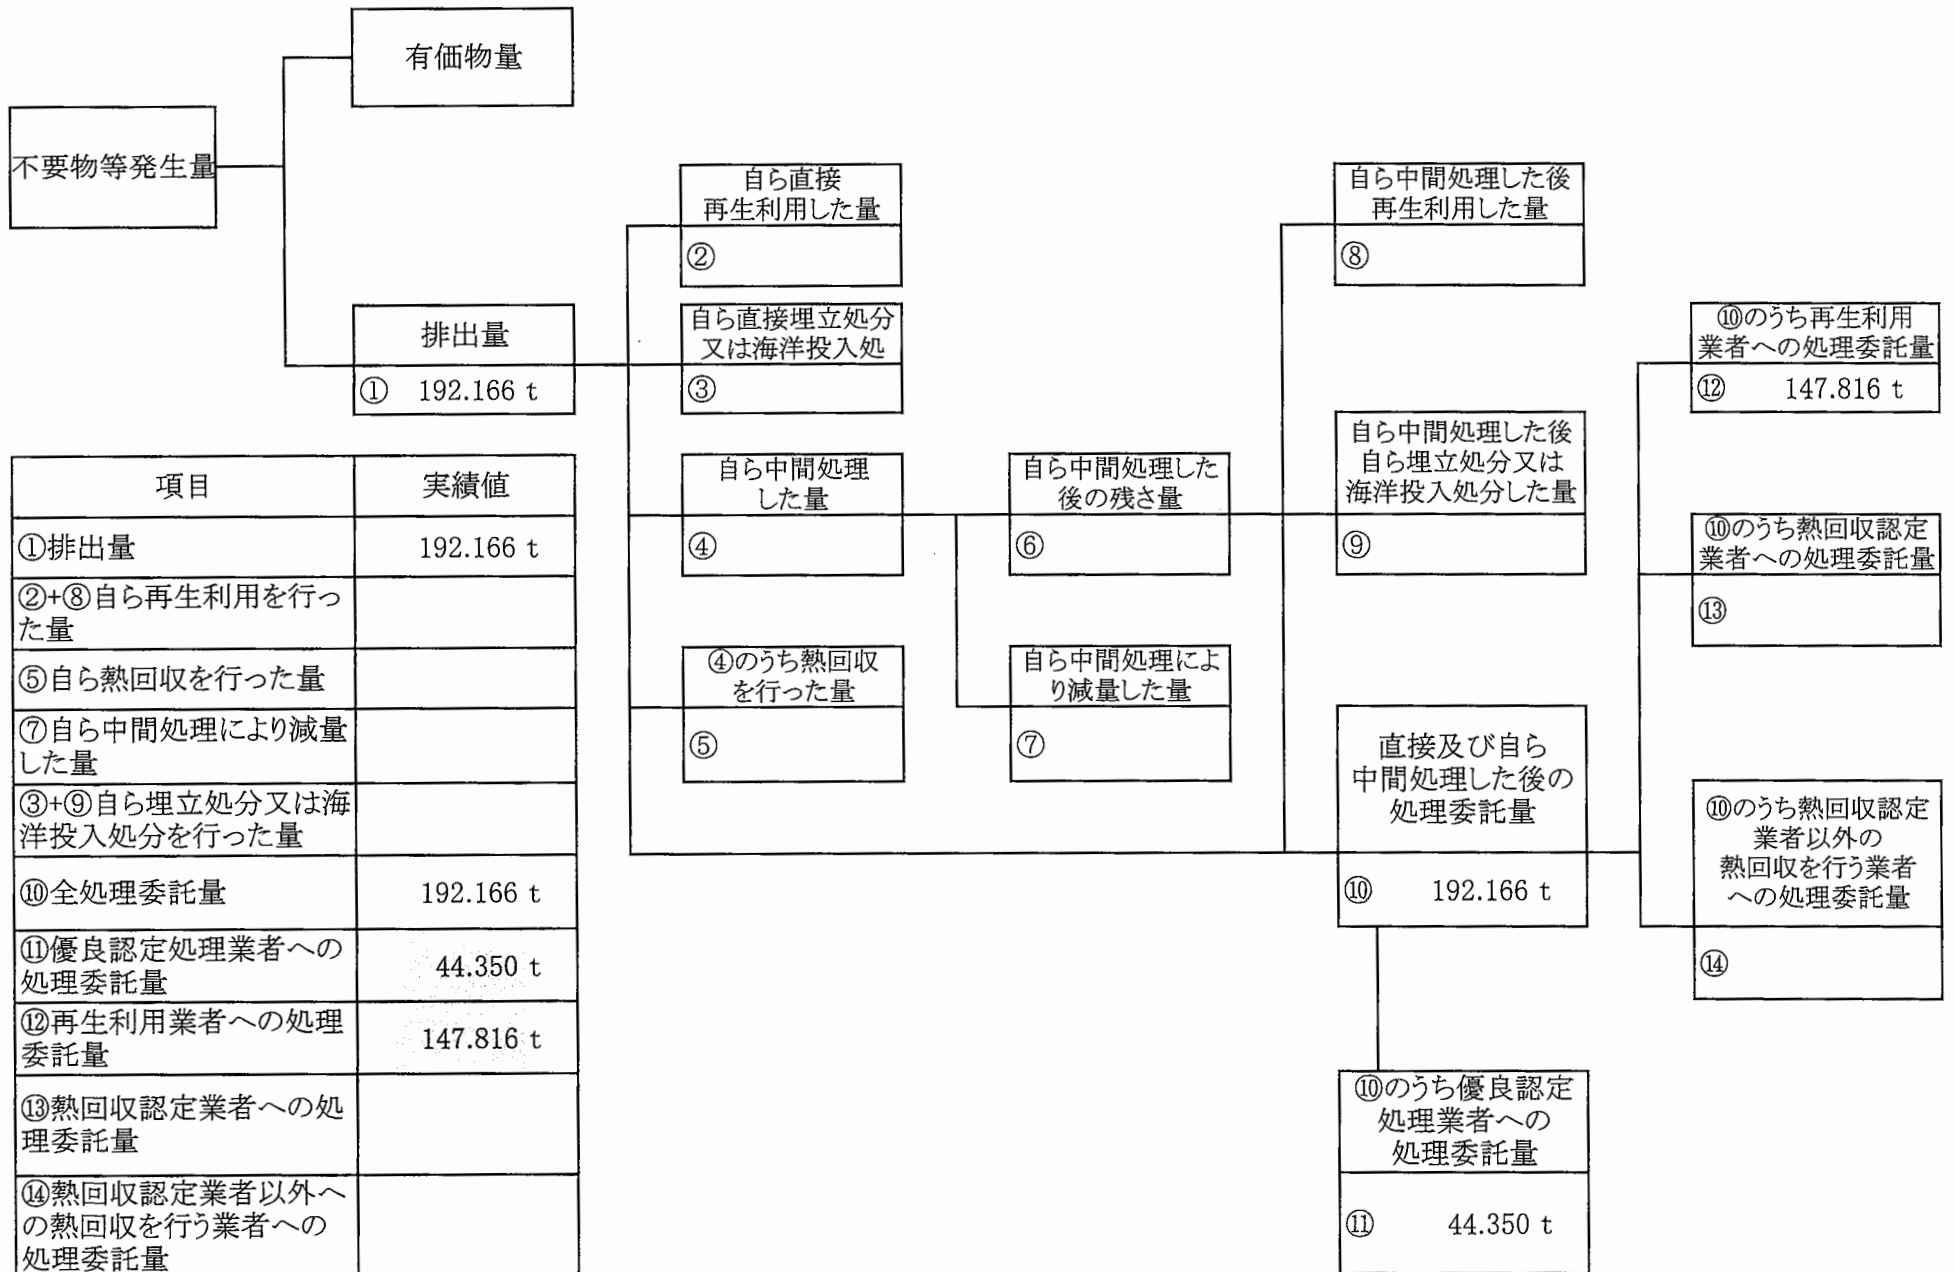 有価物量
不要物等発生量
自ら直接
再生利用した量
②
自ら中間処理した後
再生利用した量
⑧
排出量
① 192.166 t
自ら直接埋立処分
又は海洋投入処
③
⑩のうち再生利用
業者への処理委託量
⑫ 147.816 t
自ら中間処理
した量
④
自ら中間処理した
後の残さ量
⑥
自ら中間処理した後
自ら埋立処分又は
海洋投入処分した量
⑨
⑩のうち熱回収認定
業者への処理委託量
⑬
④のうち熱回収
を行った量
⑤
自ら中間処理によ
り減量した量
⑦
直接及び自ら
中間処理した後の
処理委託量
⑩ 192.166 t
⑩のうち熱回収認定
業者以外の
熱回収を行う業者
への処理委託量
⑭
⑩のうち優良認定
処理業者への
処理委託量
⑪ 44.350 t
項目 実績値
①排出量 192.166 t
②+⑧自ら再生利用を行っ
た量
⑤自ら熱回収を行った量
⑦自ら中間処理により減量
した量
③+⑨自ら埋立処分又は海
洋投入処分を行った量
⑩全処理委託量 192.166 t
⑪優良認定処理業者への
処理委託量 44.350 t
⑫再生利用業者への処理
委託量 147.816 t
⑬熱回収認定業者への処
理委託量
⑭熱回収認定業者以外へ
の熱回収を行う業者への
処理委託量